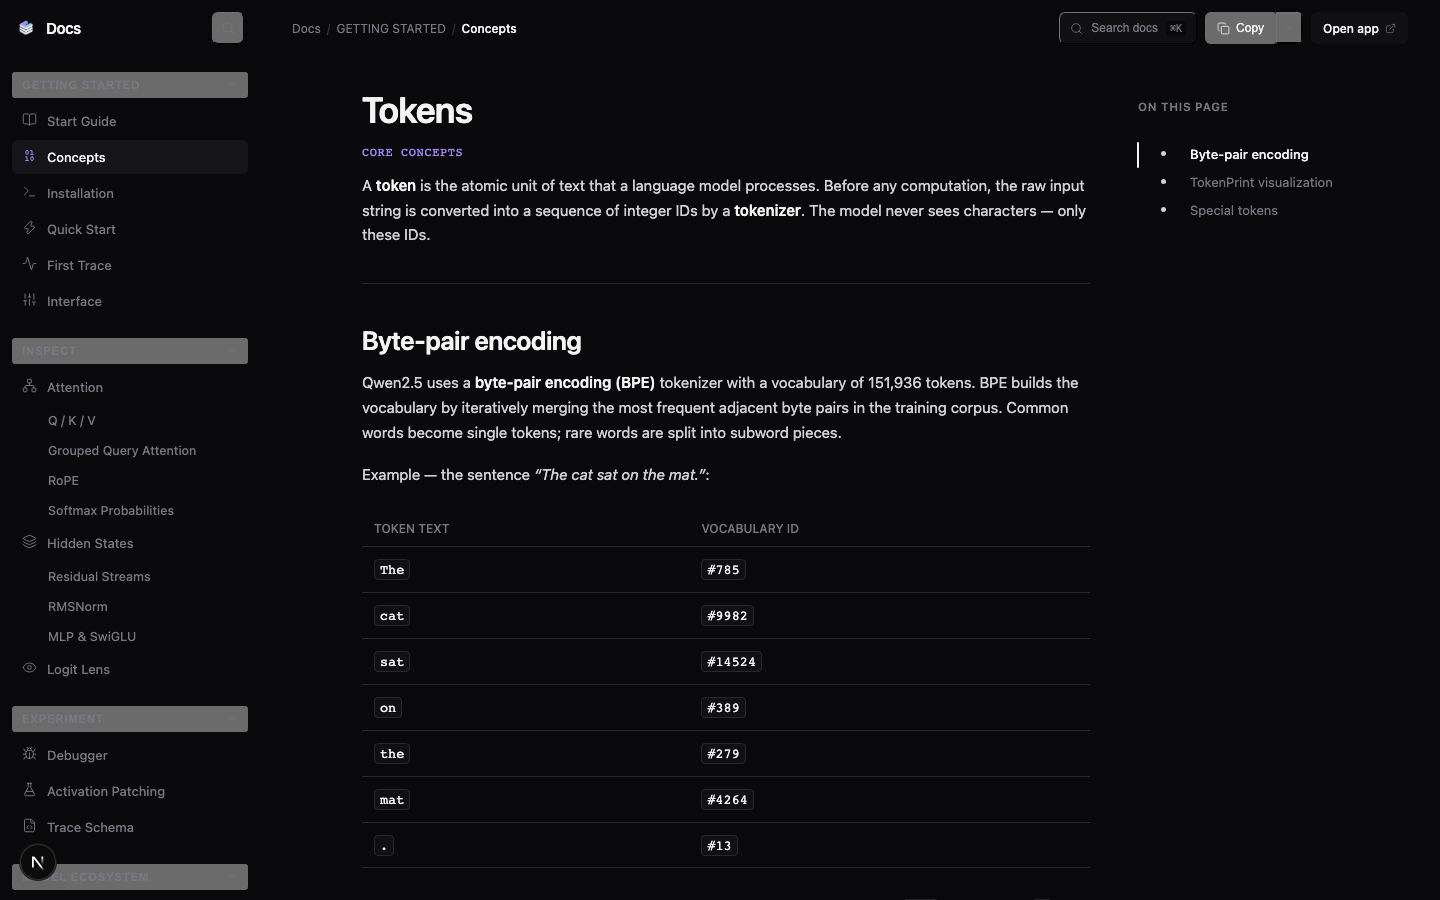 Docs
Docs / GETTING STARTED / Concepts
Search docs ⌘K
Copy
Open app
GETTING STARTED
Start Guide
Concepts
Installation
Quick Start
First Trace
Interface
INSPECT
Attention
Q / K / V
Grouped Query Attention
RoPE
Softmax Probabilities
Hidden States
Residual Streams
RMSNorm
MLP & SwiGLU
Logit Lens
EXPERIMENT
Debugger
Activation Patching
Trace Schema
ECOSYSTEM
N
Tokens
CORE CONCEPTS
A token is the atomic unit of text that a language model processes. Before any computation, the raw input
string is converted into a sequence of integer IDs by a tokenizer. The model never sees characters — only
these IDs.
Byte-pair encoding
Qwen2.5 uses a byte-pair encoding (BPE) tokenizer with a vocabulary of 151,936 tokens. BPE builds the
vocabulary by iteratively merging the most frequent adjacent byte pairs in the training corpus. Common
words become single tokens; rare words are split into subword pieces.
Example — the sentence “The cat sat on the mat.”:
TOKEN TEXT VOCABULARY ID
The #785
cat #9982
sat #14524
on #389
the #279
mat #4264
. #13
ON THIS PAGE
Byte-pair encoding
TokenPrint visualization
Special tokens